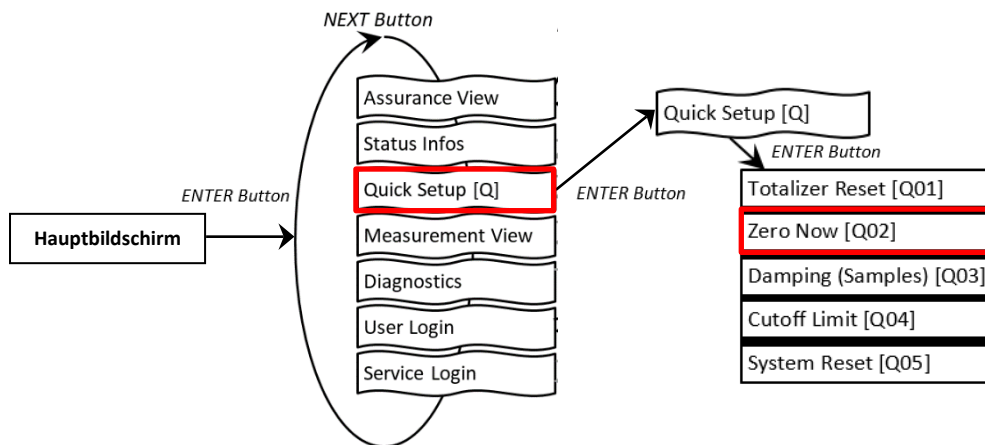 NEXT Button
Assurance View
Status Infos
Quick Setup [Q]
Measurement View
Diagnostics
User Login
Service Login
ENTER Button
Hauptbildschirm
ENTER Button
Quick Setup [Q]
ENTER Button
Totalizer Reset [Q01]
Zero Now [Q02]
Damping (Samples) [Q03]
Cutoff Limit [Q04]
System Reset [Q05]